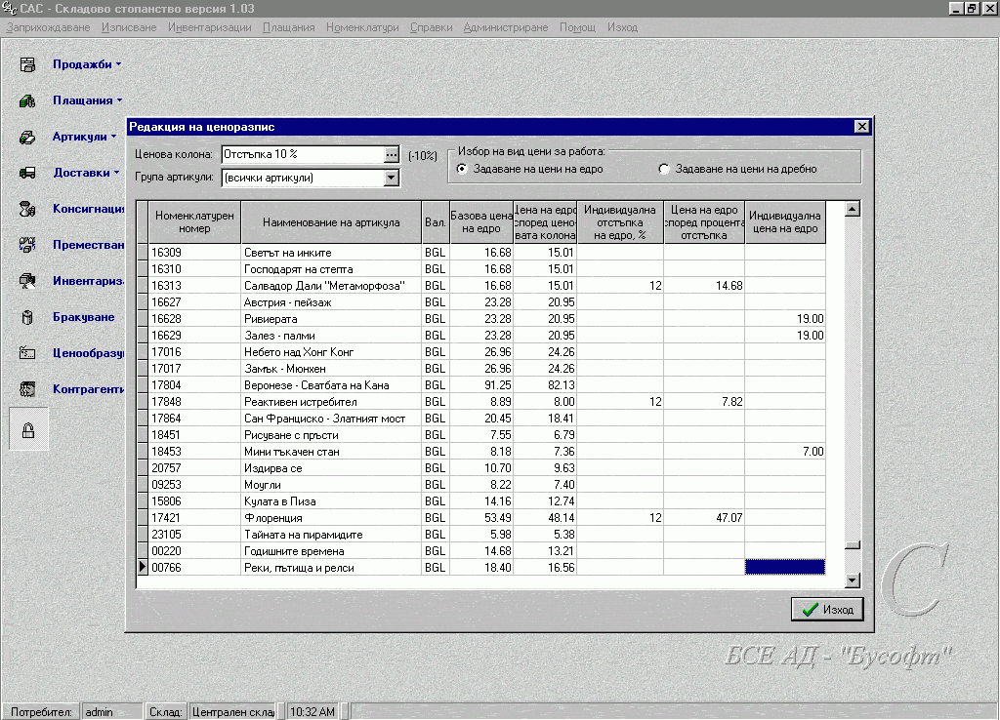 САС - Складово стопанство версия 1.03
Заприхождаване Изписване Инвентаризации Плащания Номенклатури Справки Администриране Помощ Изход
Продажби
Плащания
Артикули
Доставки
Консигнация
Преместван
Инвентариз
Бракуване
Ценообразу
Контрагенти
Редакция на ценоразпис
Ценова колона: Отстъпка 10 % ... (-10%)
Група артикули: (всички артикули)
Избор на вид цени за работа:
Задаване на цени на едро Задаване на цени на дребно
Номенклатурен номер
Наименование на артикула
Вал.
Базова цена на едро
Цена на едро според цено- вата колона
Индивидуална отстъпка на едро, %
Цена на едро според процента отстъпка
Индивидуална цена на едро
16309 Светът на инките BGL 16.68 15.01
16310 Господарят на степта BGL 16.68 15.01
16313 Салвадор Дали "Метаморфоза" BGL 16.68 15.01 12 14.68
16627 Австрия - пейзаж BGL 23.28 20.95
16628 Ривиерата BGL 23.28 20.95 19.00
16629 Залез - палми BGL 23.28 20.95 19.00
17016 Небето над Хонг Конг BGL 26.96 24.26
17017 Замък - Мюнхен BGL 26.96 24.26
17804 Веронезе - Сватбата на Кана BGL 91.25 82.13
17848 Реактивен истребител BGL 8.89 8.00 12 7.82
17864 Сан Франциско - Златният мост BGL 20.45 18.41
18451 Рисуване с пръсти BGL 7.55 6.79
18453 Мини тъкачен стан BGL 8.18 7.36 7.00
20757 Издирва се BGL 10.70 9.63
09253 Моугли BGL 8.22 7.40
15806 Кулата в Пиза BGL 14.16 12.74
17421 Флоренция BGL 53.49 48.14 12 47.07
23105 Тайната на пирамидите BGL 5.98 5.38
00220 Годишните времена BGL 14.68 13.21
00766 Реки, пътища и релси BGL 18.40 16.56
Изход
С
БСЕ АД - "Бусофт"
Потребител: admin Склад: Централен скла 10:32 AM